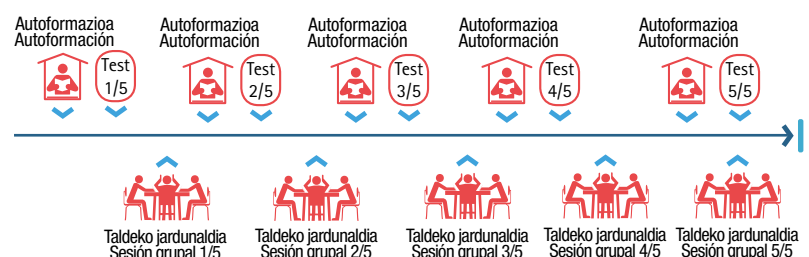 Autoformazioa
Autoformación
Test
1/5
Autoformazioa
Autoformación
Test
2/5
Autoformazioa
Autoformación
Test
3/5
Autoformazioa
Autoformación
Test
4/5
Autoformazioa
Autoformación
Test
5/5
Taldeko jardunaldia
Sesión grupal 1/5
Taldeko jardunaldia
Sesión grupal 2/5
Taldeko jardunaldia
Sesión grupal 3/5
Taldeko jardunaldia
Sesión grupal 4/5
Taldeko jardunaldia
Sesión grupal 5/5